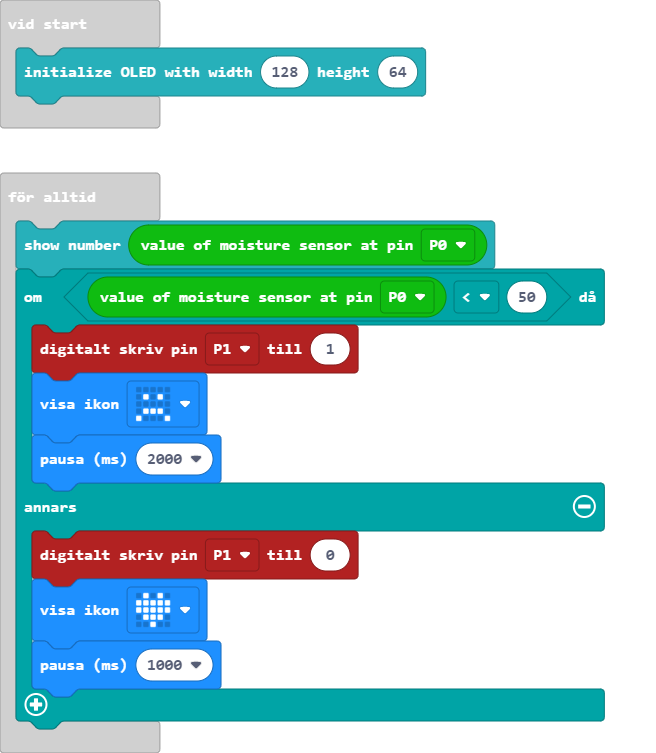 vid start
initialize OLED with width 128 height 64
för alltid
show number value of moisture sensor at pin P0
om value of moisture sensor at pin P0 < 50 då
digitalt skriv pin P1 till 1
visa ikon
pausa (ms) 2000
annars
digitalt skriv pin P1 till 0
visa ikon
pausa (ms) 1000